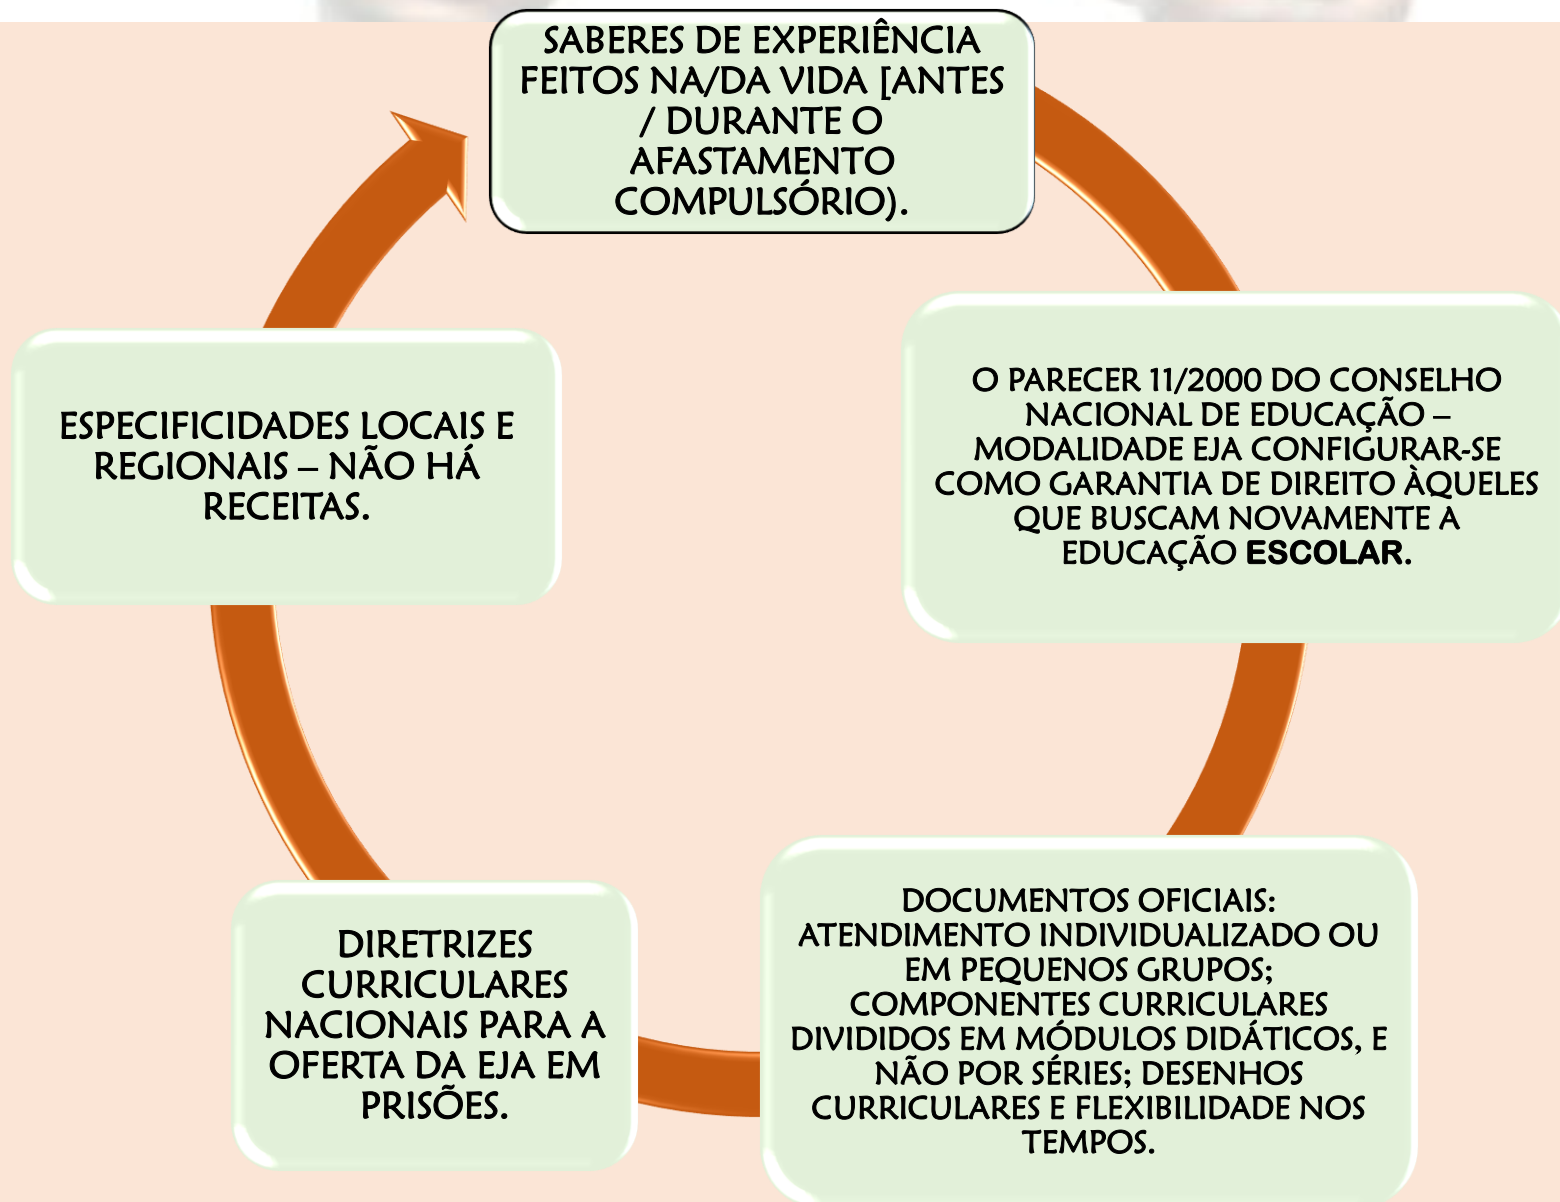 SABERES DE EXPERIÊNCIA
FEITOS NA/DA VIDA [ANTES
/ DURANTE O
AFASTAMENTO
COMPULSÓRIO).
O PARECER 11/2000 DO CONSELHO
NACIONAL DE EDUCAÇÃO –
MODALIDADE EJA CONFIGURAR-SE
COMO GARANTIA DE DIREITO ÀQUELES
QUE BUSCAM NOVAMENTE A
EDUCAÇÃO ESCOLAR.
DOCUMENTOS OFICIAIS:
ATENDIMENTO INDIVIDUALIZADO OU
EM PEQUENOS GRUPOS;
COMPONENTES CURRICULARES
DIVIDIDOS EM MÓDULOS DIDÁTICOS, E
NÃO POR SÉRIES; DESENHOS
CURRICULARES E FLEXIBILIDADE NOS
TEMPOS.
DIRETRIZES
CURRICULARES
NACIONAIS PARA A
OFERTA DA EJA EM
PRISÕES.
ESPECIFICIDADES LOCAIS E
REGIONAIS – NÃO HÁ
RECEITAS.